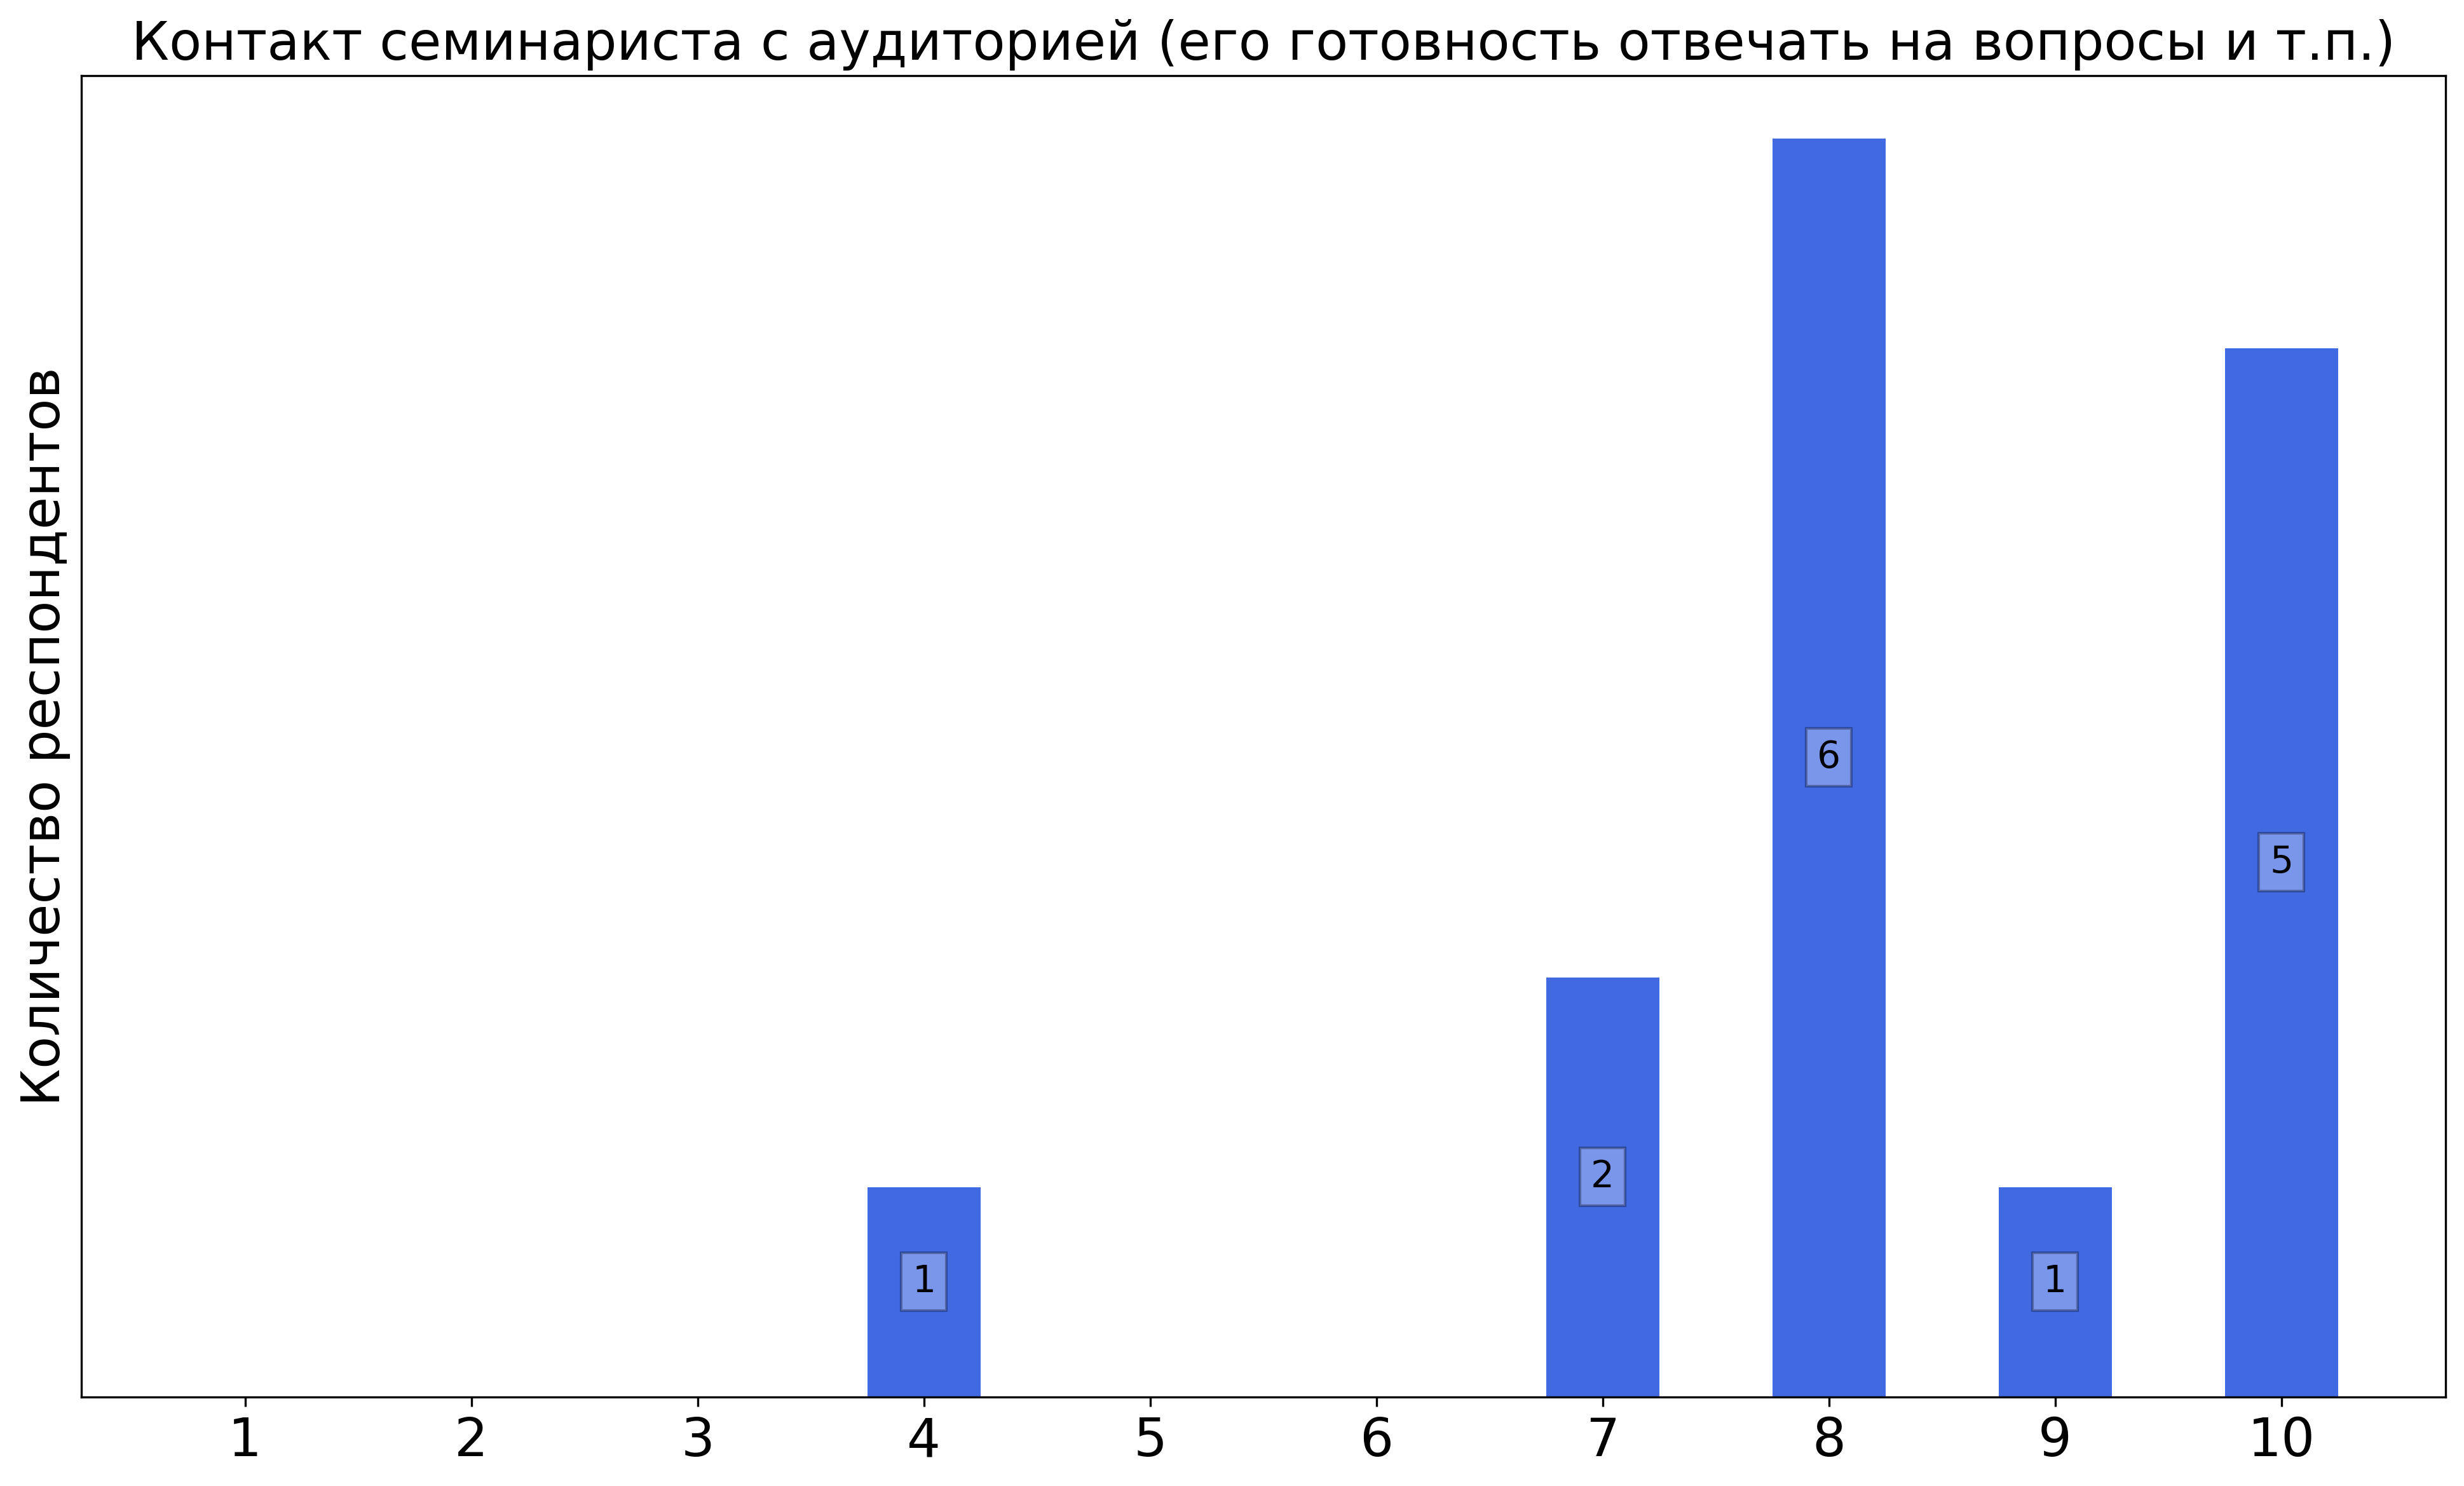 Контакт семинариста с аудиторией (его готовность отвечать на вопросы и т.п.)
Количество респондентов
6
5
2
1
1
1 2 3 4 5 6 7 8 9 10